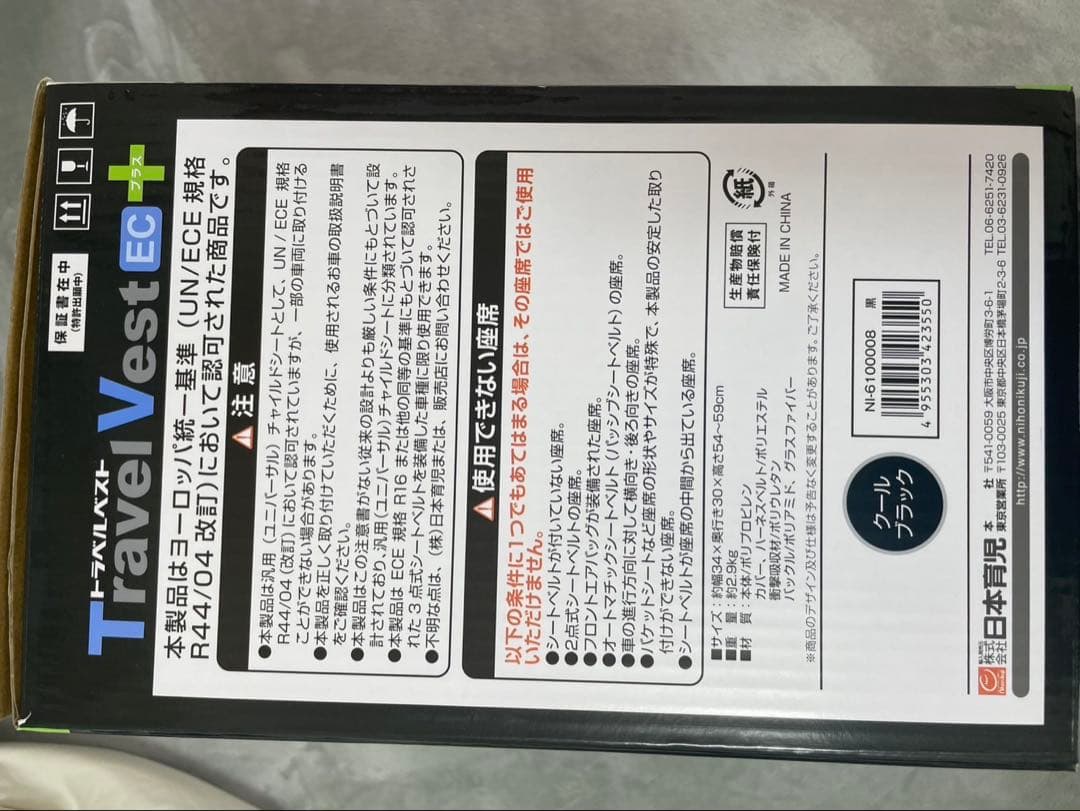 保証書在中
(特許出願中)
トラベルベスト
Travel Vest EC
プラス
本製品はヨーロッパ統一基準（UN/ECE 規格
R44/04 改訂)において認可された商品です。
注意
●本製品は汎用（ユニバーサル）チャイルドシートとして、UN / ECE 規格
R44/04（改訂)において認可されていますが、一部の車両に取り付ける
ことができない場合があります。
●本製品を正しく取り付けていただくために、使用されるお車の取扱説明書
をご確認ください。
●本製品はこの注意書がない従来の設計よりも厳しい条件にもとづいて設
計されており、汎用（ユニバーサル）チャイルドシートに分類されています。
●本製品は ECE 規格 R16 または他の同等の基準にもとづいて認可され
た 3 点式シートベルトを装備した車種に限り使用できます。
●不明な点は、（株)日本育児または、販売店にお問い合わせください。
使用できない座席
以下の条件に1つでもあてはまる場合は、その座席ではご使用
いただけません。
●シートベルトが付いていない座席。
●2点式シートベルトの座席。
●フロントエアバッグが装備された座席。
●オートマチックシートベルト（パッシブシートベルト）の座席。
●車の進行方向に対して横向き・後ろ向きの座席。
●バケットシートなど座席の形状やサイズが特殊で、本製品の安定した取り
付けができない座席。
●シートベルトが座席の中間から出ている座席。
■サイズ：約幅34×奥行き30×高さ54〜59cm
■重　量：約2.9kg
■材　質：本体/ポリプロピレン
カバー、ハーネスベルト/ポリエステル
衝撃吸収材/ポリウレタン
バックル/ポリアミド、グラスファイバー
生産物賠償
責任保険付
紙
外箱
MADE IN CHINA
※商品のデザイン及び仕様は予告なく変更することがあります。ご了承ください。
クール
ブラック
NI-6100008 黒
4 955303 423550
株式会社 日本育児
本　　社 〒541-0059 大阪市中央区博労町3-6-1 TEL.06-6251-7420
東京営業所 〒103-0025 東京都中央区日本橋茅場町2-3-6 TEL.03-6231-0926
http://www.nihonikuji.co.jp